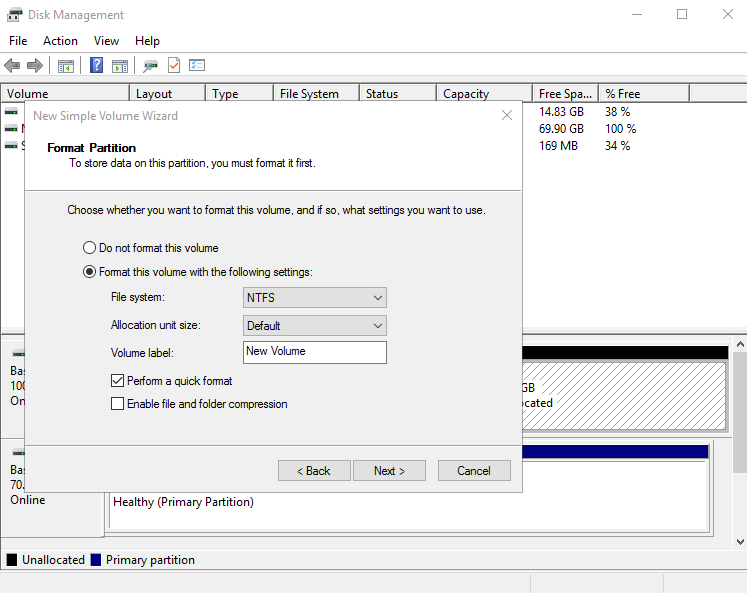 Disk Management
File Action View Help
Volume Layout Type File System Status Capacity Free Spa... % Free
14.83 GB 38 %
69.90 GB 100 %
169 MB 34 %
New Simple Volume Wizard
Format Partition
To store data on this partition, you must format it first.
Choose whether you want to format this volume, and if so, what settings you want to use.
Do not format this volume
Format this volume with the following settings:
File system: NTFS
Allocation unit size: Default
Volume label: New Volume
Perform a quick format
Enable file and folder compression
< Back Next > Cancel
Bas
100
On
GB
ocated
Bas
70.
Online
Healthy (Primary Partition)
Unallocated Primary partition